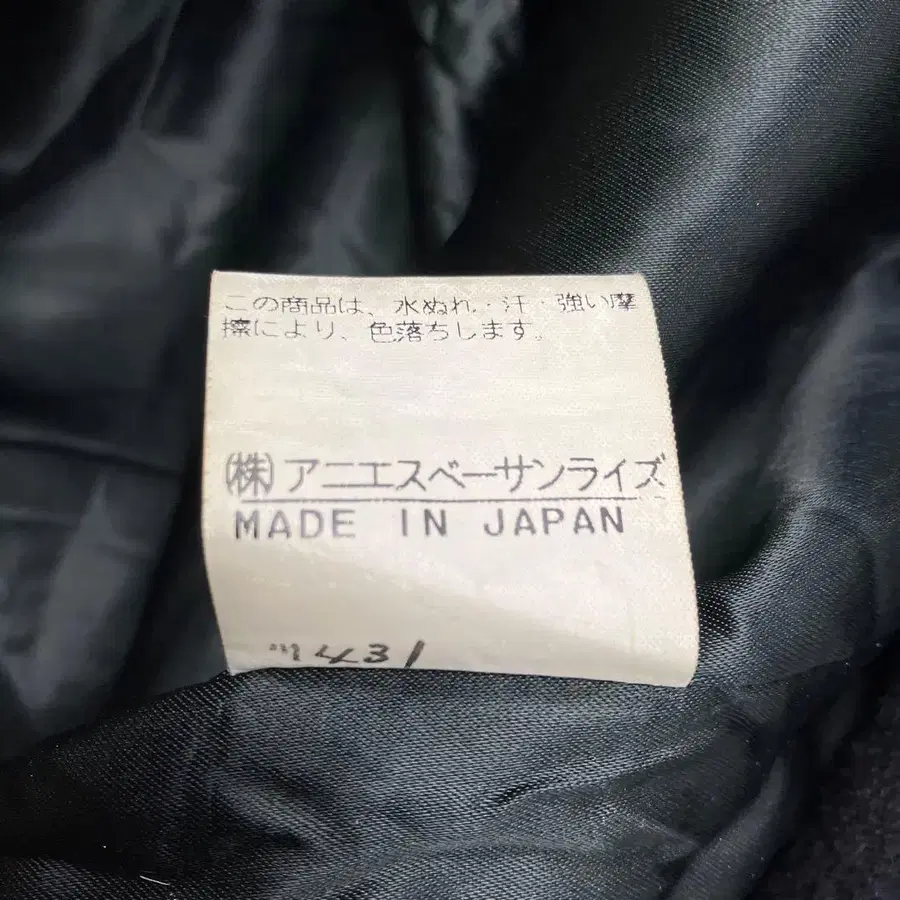 この商品は、水ぬれ・汗・強い摩
擦により、色落ちします。
(株)アニエスベーサンライズ
MADE IN JAPAN
431